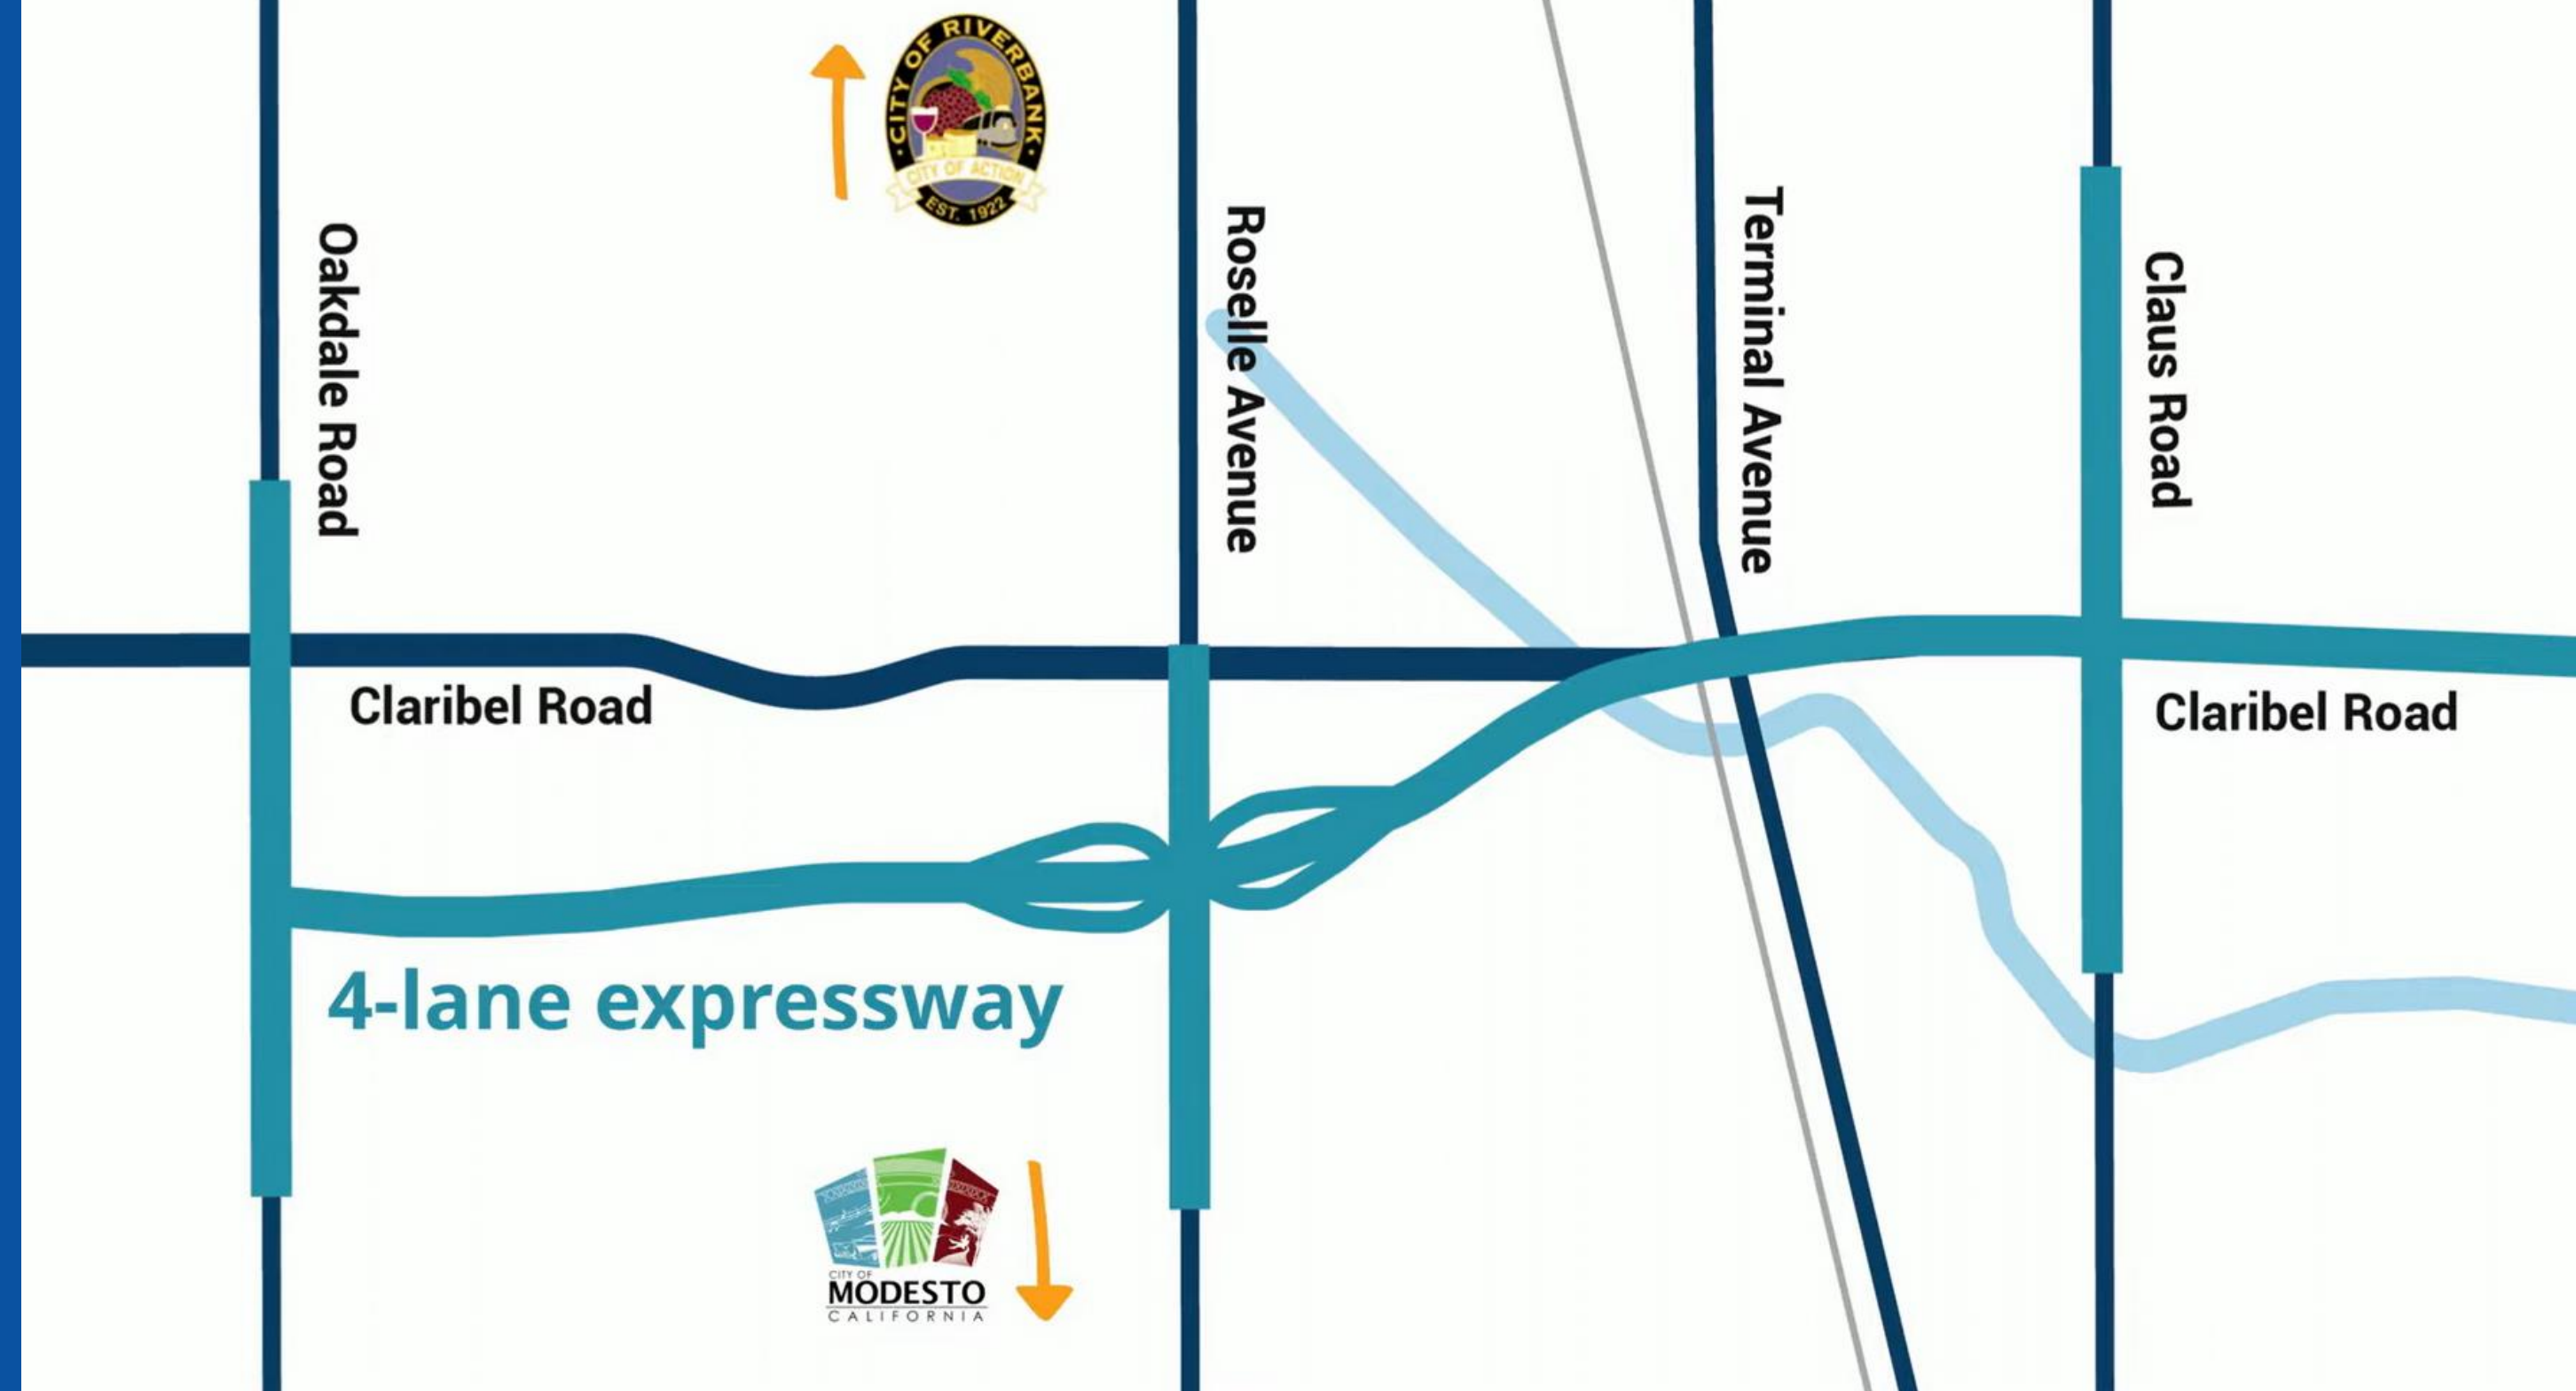 CITY OF RIVERBANK
CITY OF ACTION
EST. 1922
Oakdale Road
Roselle Avenue
Terminal Avenue
Claus Road
Claribel Road
Claribel Road
4-lane expressway
CITY OF
MODESTO
CALIFORNIA